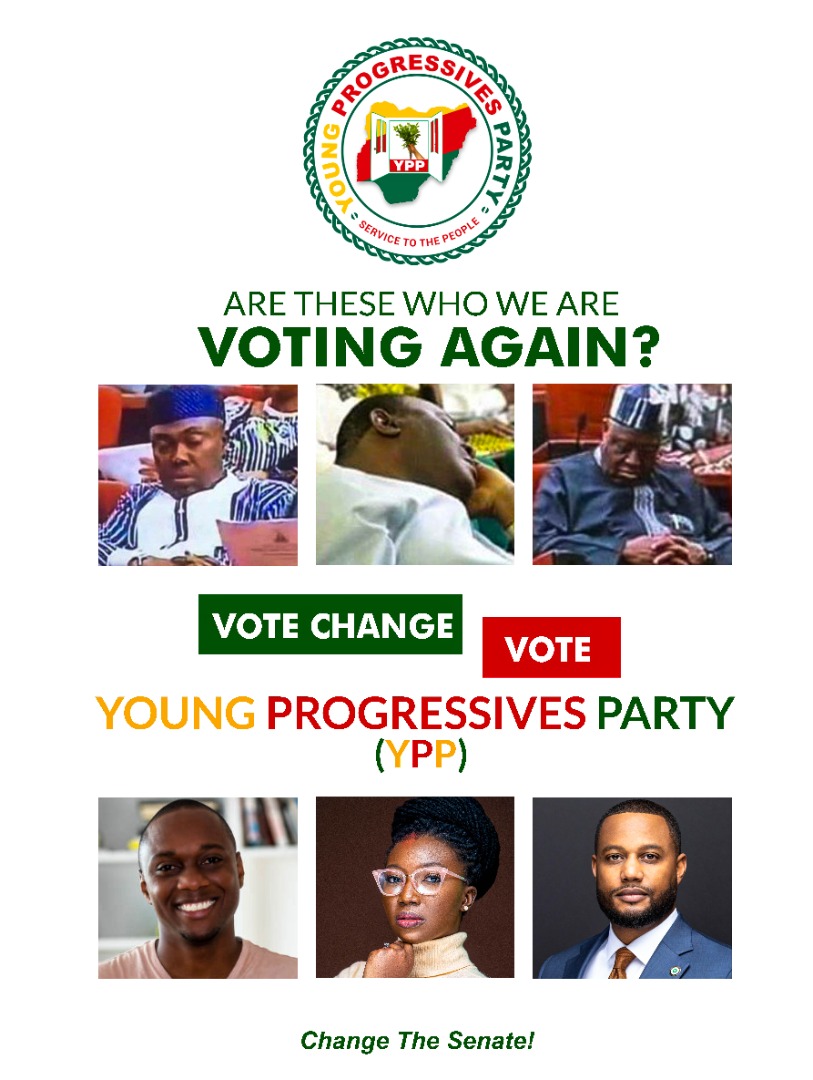 YOUNG PROGRESSIVES PARTY
YPP
SERVICE TO THE PEOPLE
ARE THESE WHO WE ARE
VOTING AGAIN?
VOTE CHANGE
VOTE
YOUNG PROGRESSIVES PARTY
(YPP)
Change The Senate!